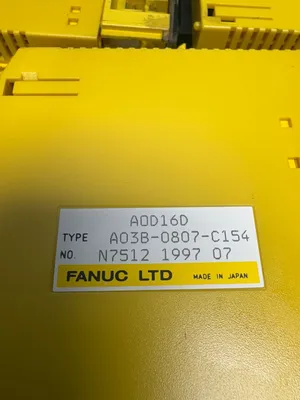 AOD16D
TYPE A03B-0807-C154
NO. N7512 1997 07
FANUC LTD MADE IN JAPAN